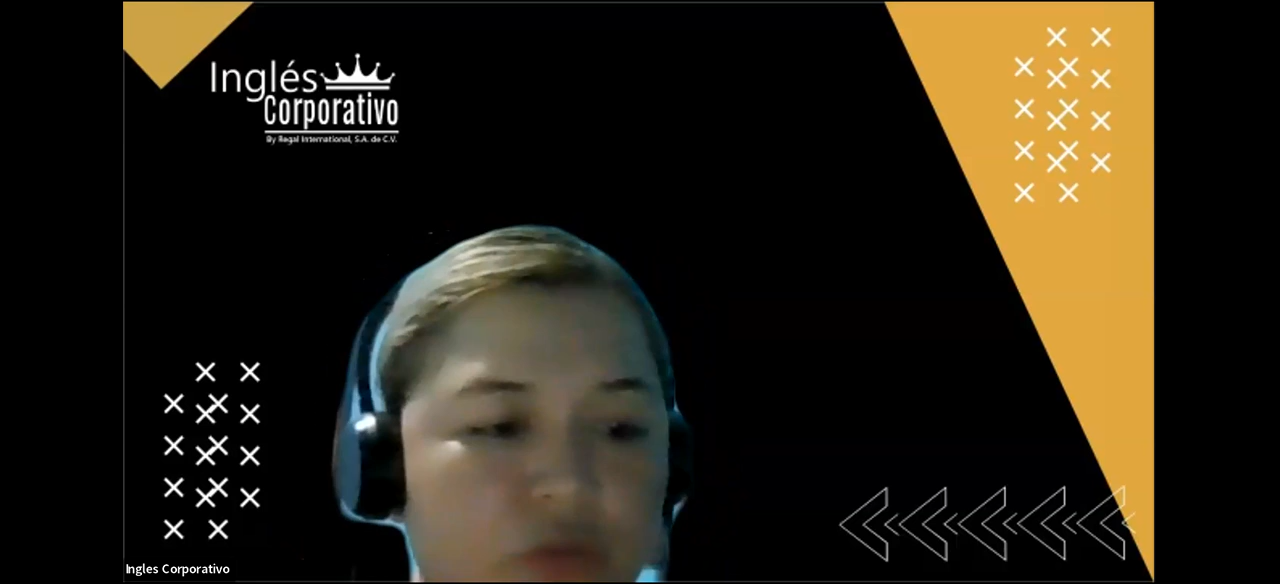 Inglés
Corporativo
By Regal International, S.A. de C.V.
Ingles Corporativo